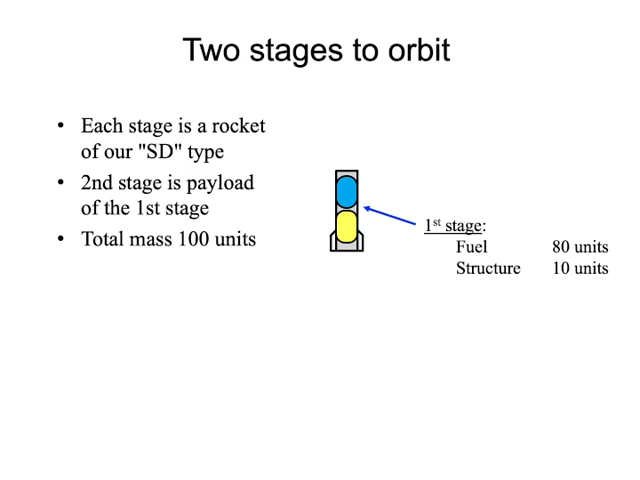 Two stages to orbit
• Each stage is a rocket
of our "SD" type
• 2nd stage is payload
of the 1st stage
• Total mass 100 units
1st stage:
Fuel 80 units
Structure 10 units